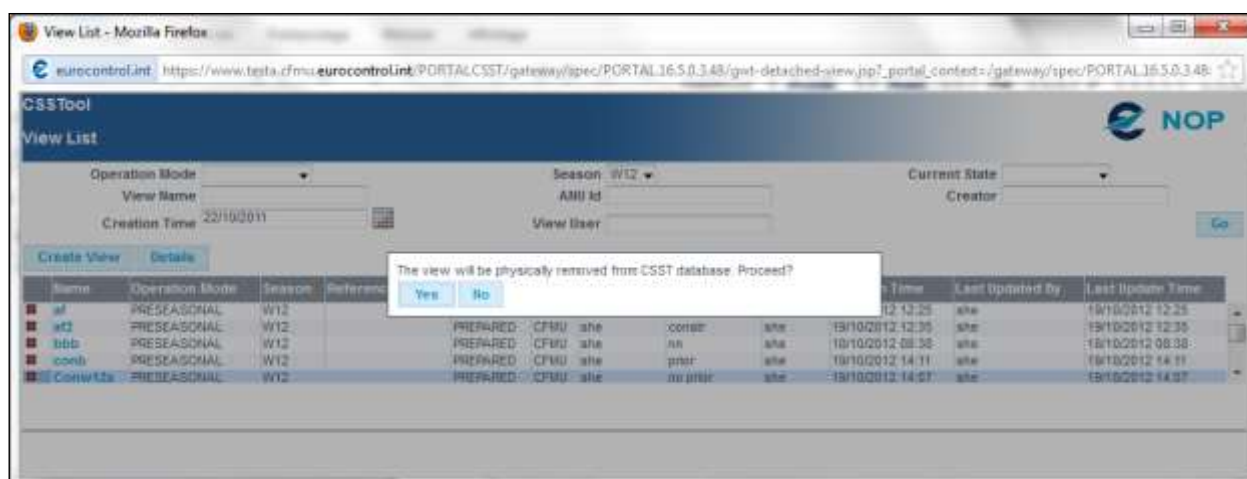 View List - Mozilla Firefox
eurocontrol.int https://www.testa.cfmu.eurocontrol.int/PORTALCSST/gateway/spec/PORTAL.16.5.0.3.48/gwt-detached-view.jsp?_portal_context=/gateway/spec/PORTAL.16.5.0.3.48:
CSSTool
NOP
View List
Operation Mode Season W12 Current State
View Name AMU Id Creator
Creation Time 22/10/2011 View User
Go
Create View Details
The view will be physically removed from CSST database. Proceed?
Yes No
Name Operation Mode Season Time Last Updated By Last Update Time
af PRESEASONAL W12 12 12:25 she 19/10/2012 12:25
af2 PRESEASONAL W12 PREPARED CFMU she constr she 19/10/2012 12:35 she 19/10/2012 12:35
bbb PRESEASONAL W12 PREPARED CFMU she nn she 18/10/2012 08:38 she 18/10/2012 08:38
conb PRESEASONAL W12 PREPARED CFMU she prior she 19/10/2012 14:11 she 19/10/2012 14:11
Conw12a PRESEASONAL W12 PREPARED CFMU she no prior she 19/10/2012 14:07 she 19/10/2012 14:07